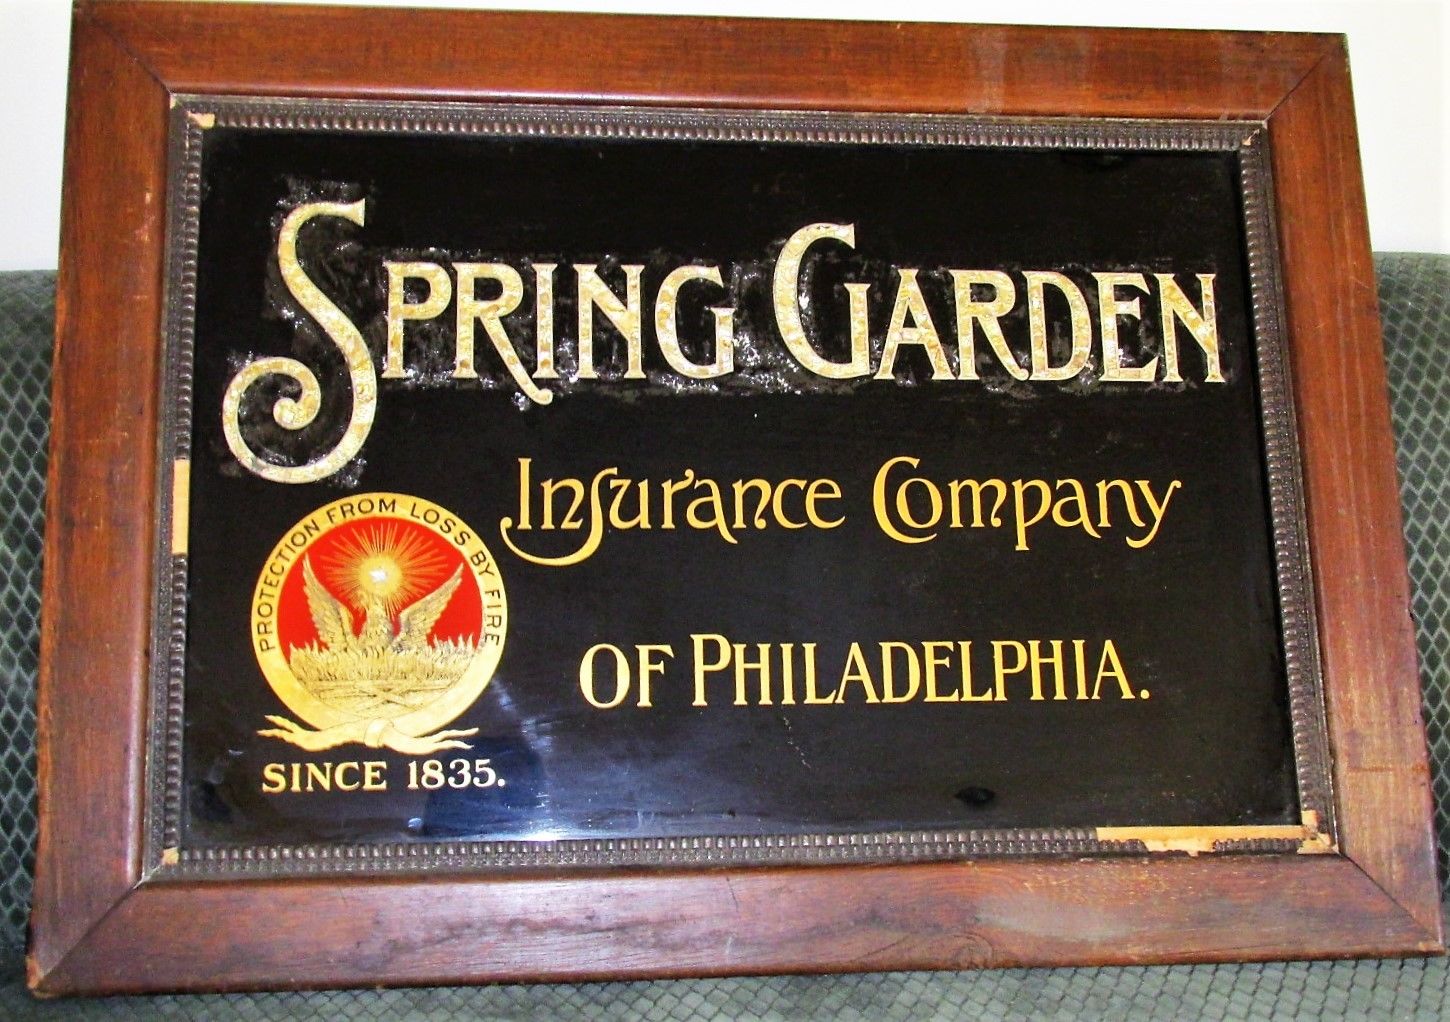 SPRING GARDEN
Insurance Company
OF PHILADELPHIA.
PROTECTION FROM LOSS BY FIRE
SINCE 1835.